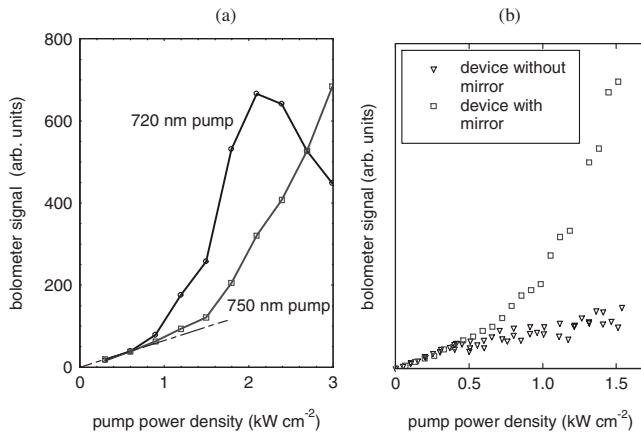 (a)
(b)
bolometer signal (arb. units)
800
600
400
200
0
720 nm pump
750 nm pump
0
1
2
3
pump power density (kW cm⁻²)
bolometer signal (arb. units)
device without
mirror
device with
mirror
0
0.5
1.0
1.5
pump power density (kW cm⁻²)